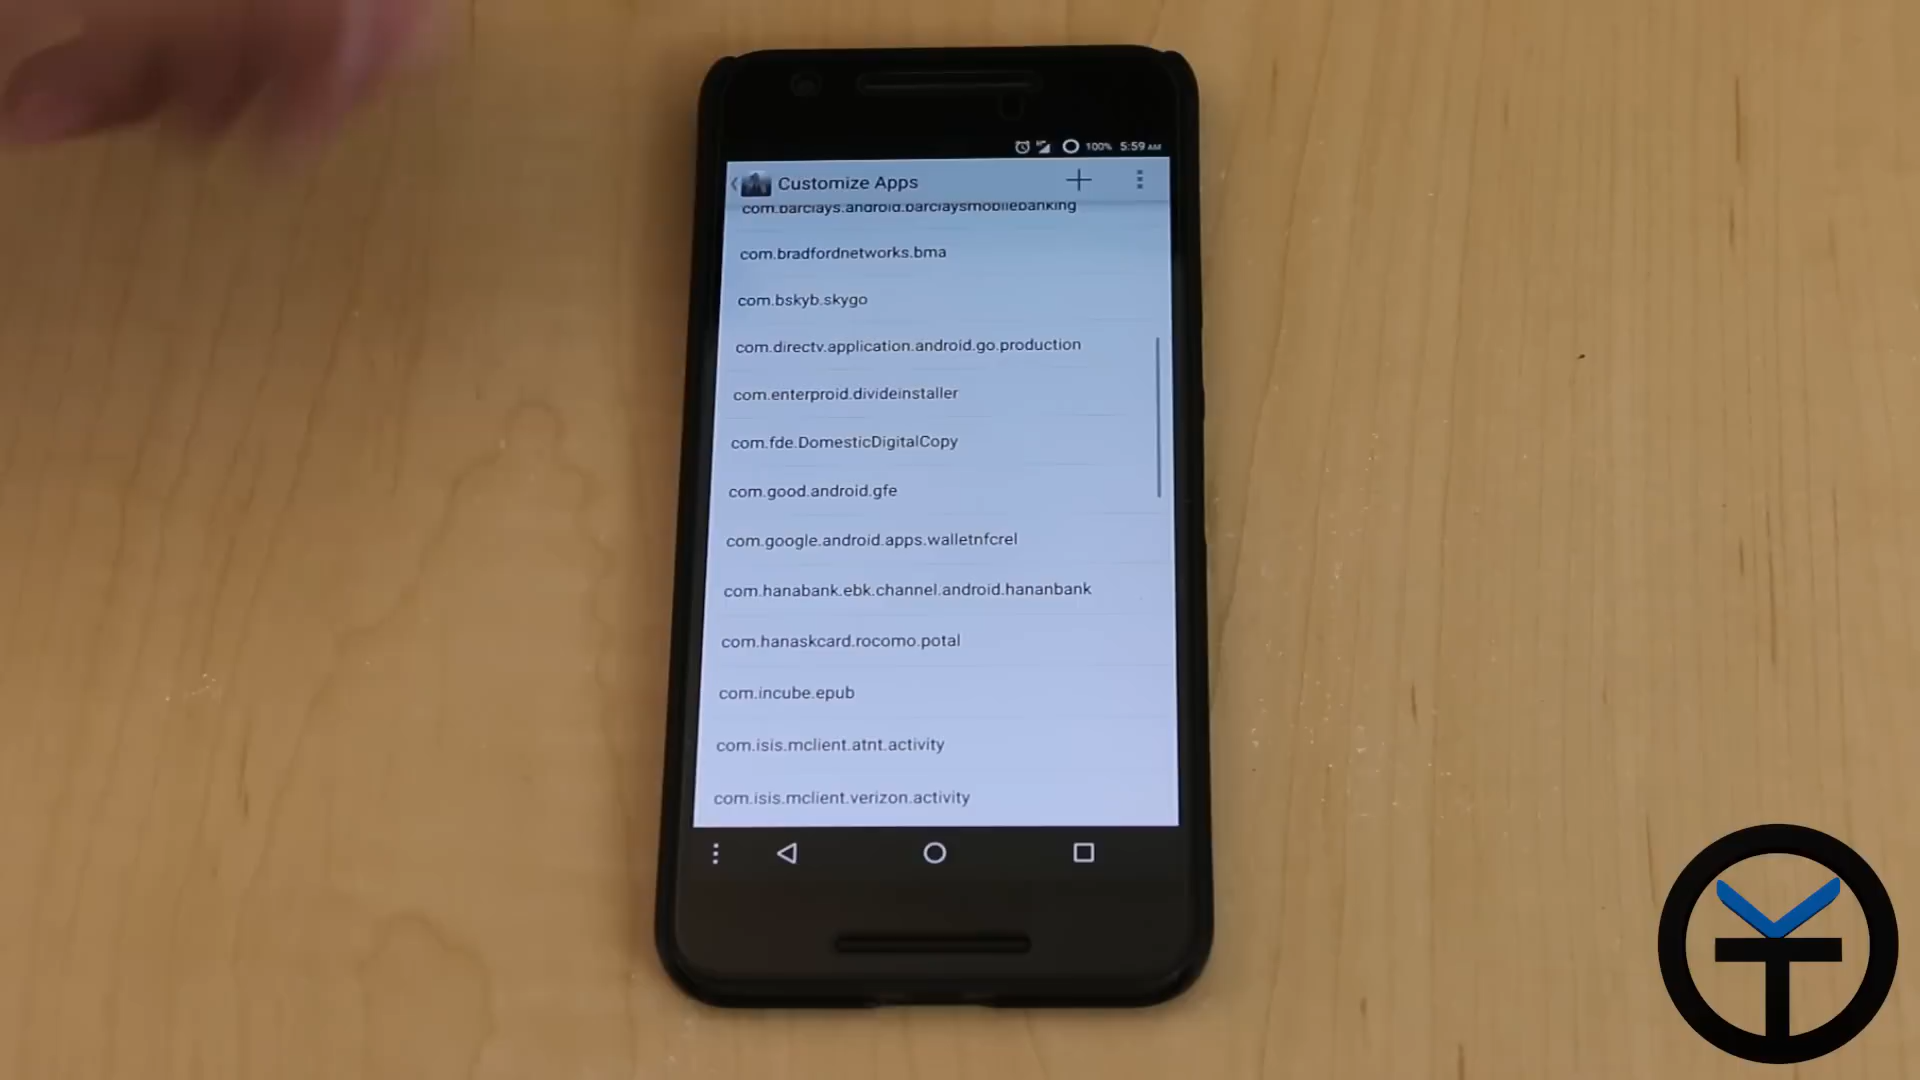 100% 5:59 AM
Customize Apps
com.barclays.android.barclaysmobilebanking
com.bradfordnetworks.bma
com.bskyb.skygo
com.directv.application.android.go.production
com.enterproid.divideinstaller
com.fde.DomesticDigitalCopy
com.good.android.gfe
com.google.android.apps.walletnfcrel
com.hanabank.ebk.channel.android.hananbank
com.hanaskcard.rocomo.potal
com.incube.epub
com.isis.mclient.atnt.activity
com.isis.mclient.verizon.activity